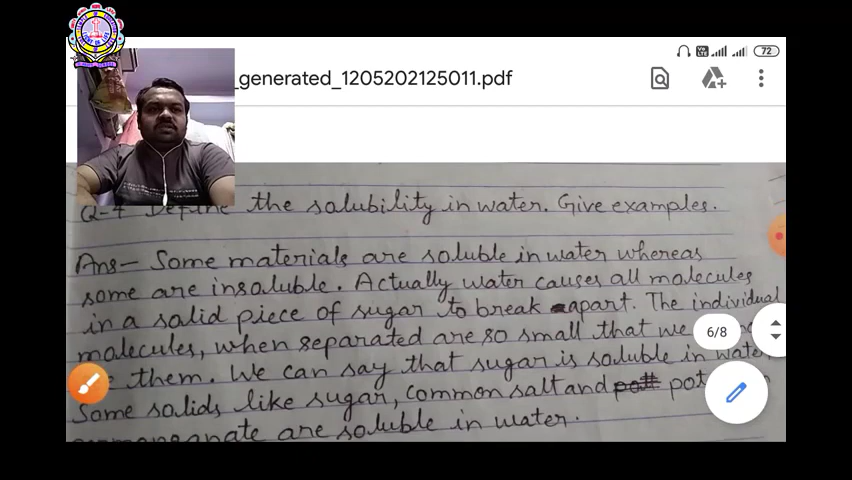 72
_generated_1205202125011.pdf
Q-4 Define the solubility in water. Give examples.
Ans- Some materials are soluble in water whereas
some are insoluble. Actually water causes all molecules
in a solid piece of sugar to break apart. The individual
molecules, when separated are so small that we
them. We can say that sugar is soluble in water
Some solids like sugar, common salt and
are soluble in water.
6/8